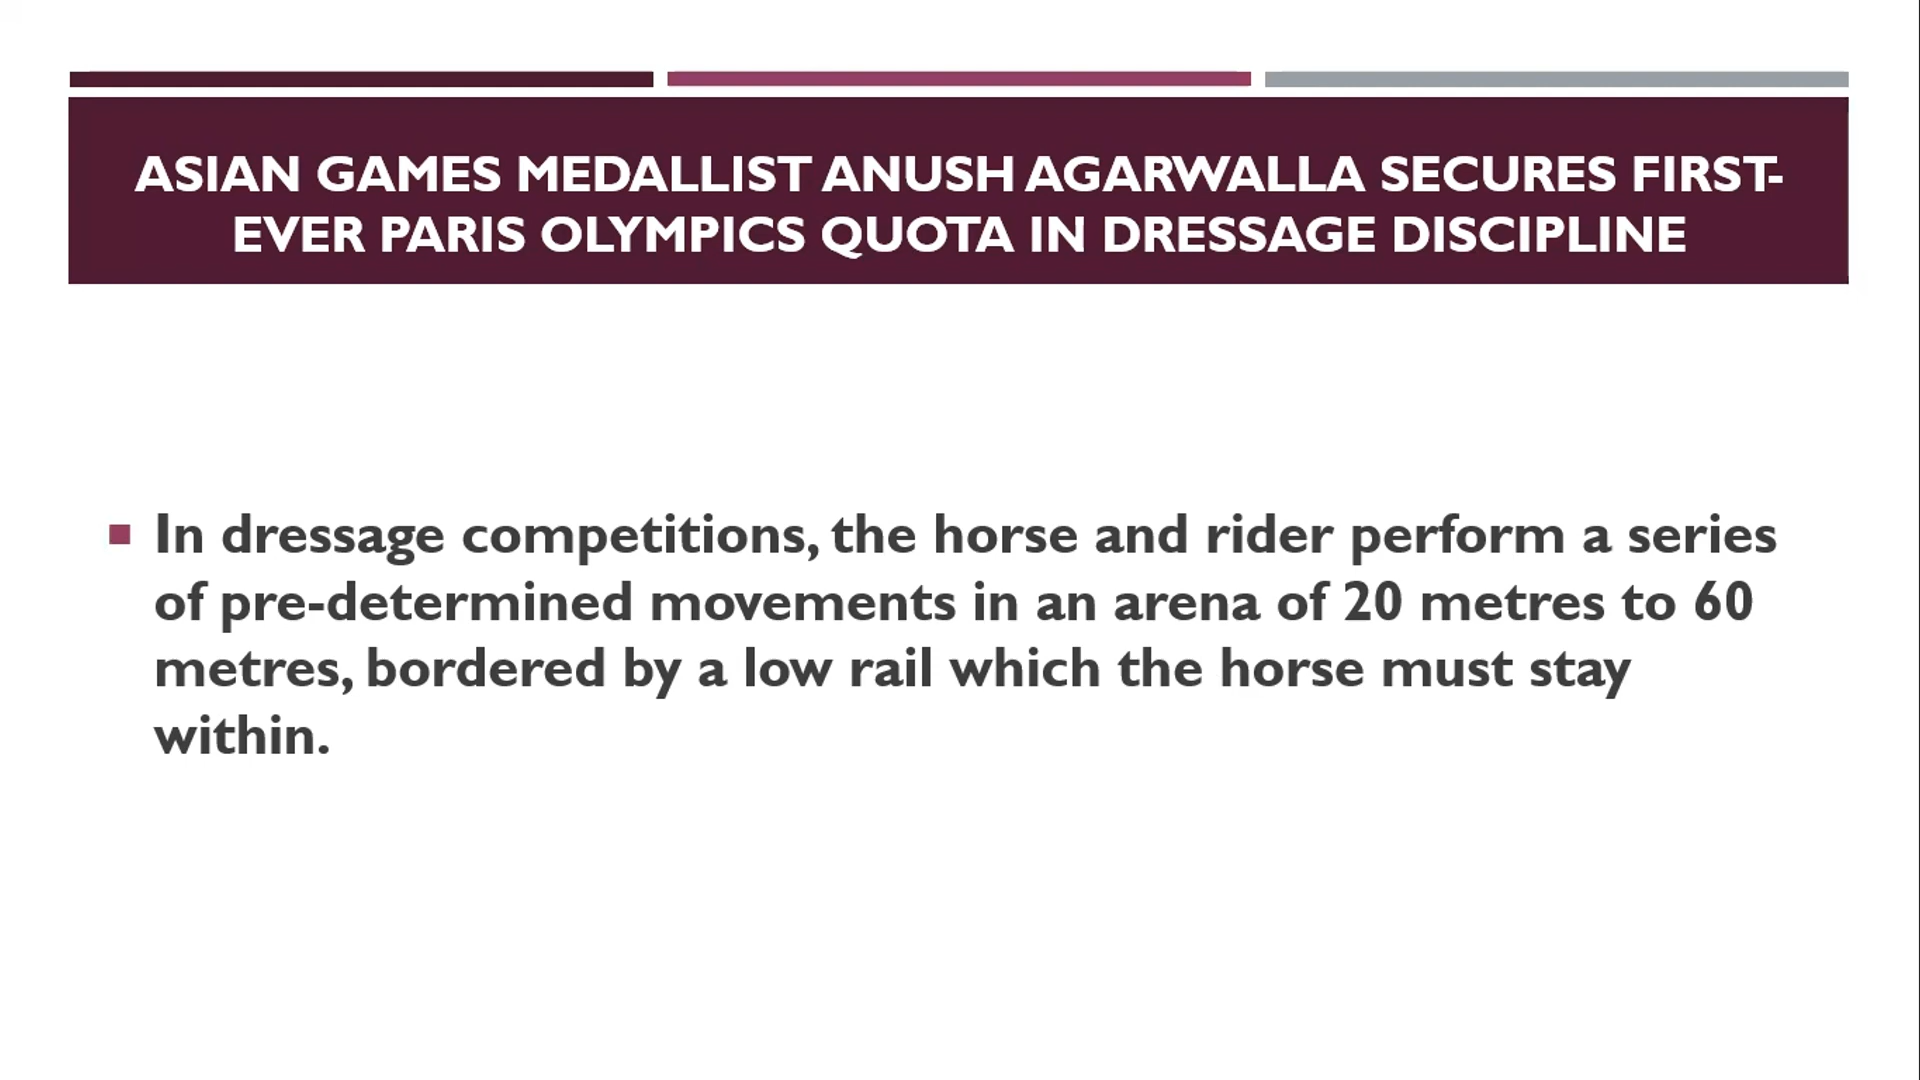 ASIAN GAMES MEDALLIST ANUSH AGARWALLA SECURES FIRST-
EVER PARIS OLYMPICS QUOTA IN DRESSAGE DISCIPLINE
In dressage competitions, the horse and rider perform a series
of pre-determined movements in an arena of 20 metres to 60
metres, bordered by a low rail which the horse must stay
within.